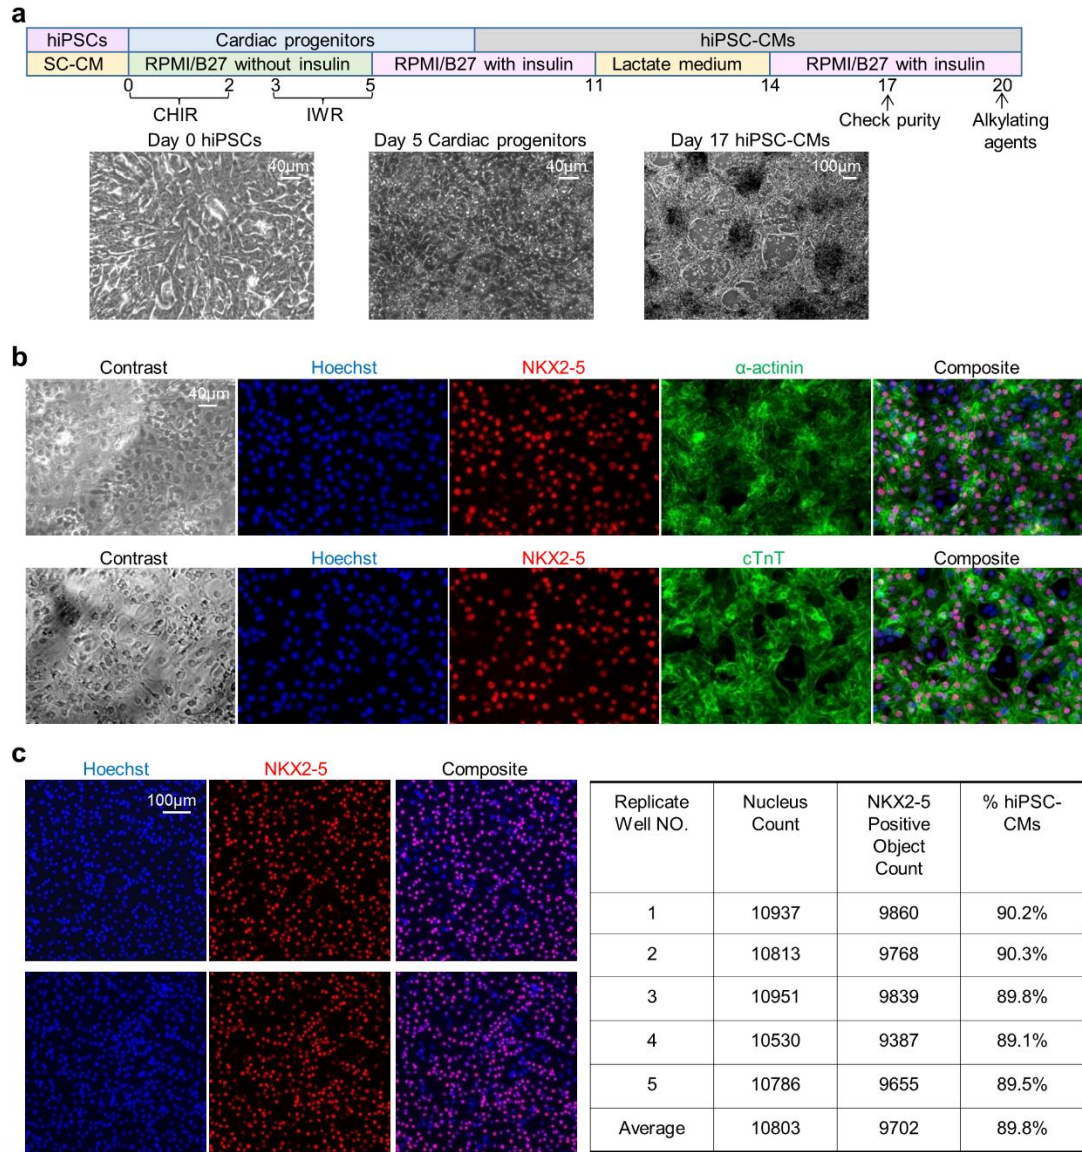 a
hiPSCs Cardiac progenitors hiPSC-CMs
SC-CM RPMI/B27 without insulin RPMI/B27 with insulin Lactate medium RPMI/B27 with insulin
0 2 3 5 11 14 17 20
CHIR IWR Check purity Alkylating
agents
Day 0 hiPSCs Day 5 Cardiac progenitors Day 17 hiPSC-CMs
40μm 40μm 100μm
b
Contrast Hoechst NKX2-5 α-actinin Composite
40μm
Contrast Hoechst NKX2-5 cTnT Composite
c
Hoechst NKX2-5 Composite
100μm
Replicate Well NO. Nucleus Count NKX2-5 Positive Object Count % hiPSC-CMs
1 10937 9860 90.2%
2 10813 9768 90.3%
3 10951 9839 89.8%
4 10530 9387 89.1%
5 10786 9655 89.5%
Average 10803 9702 89.8%